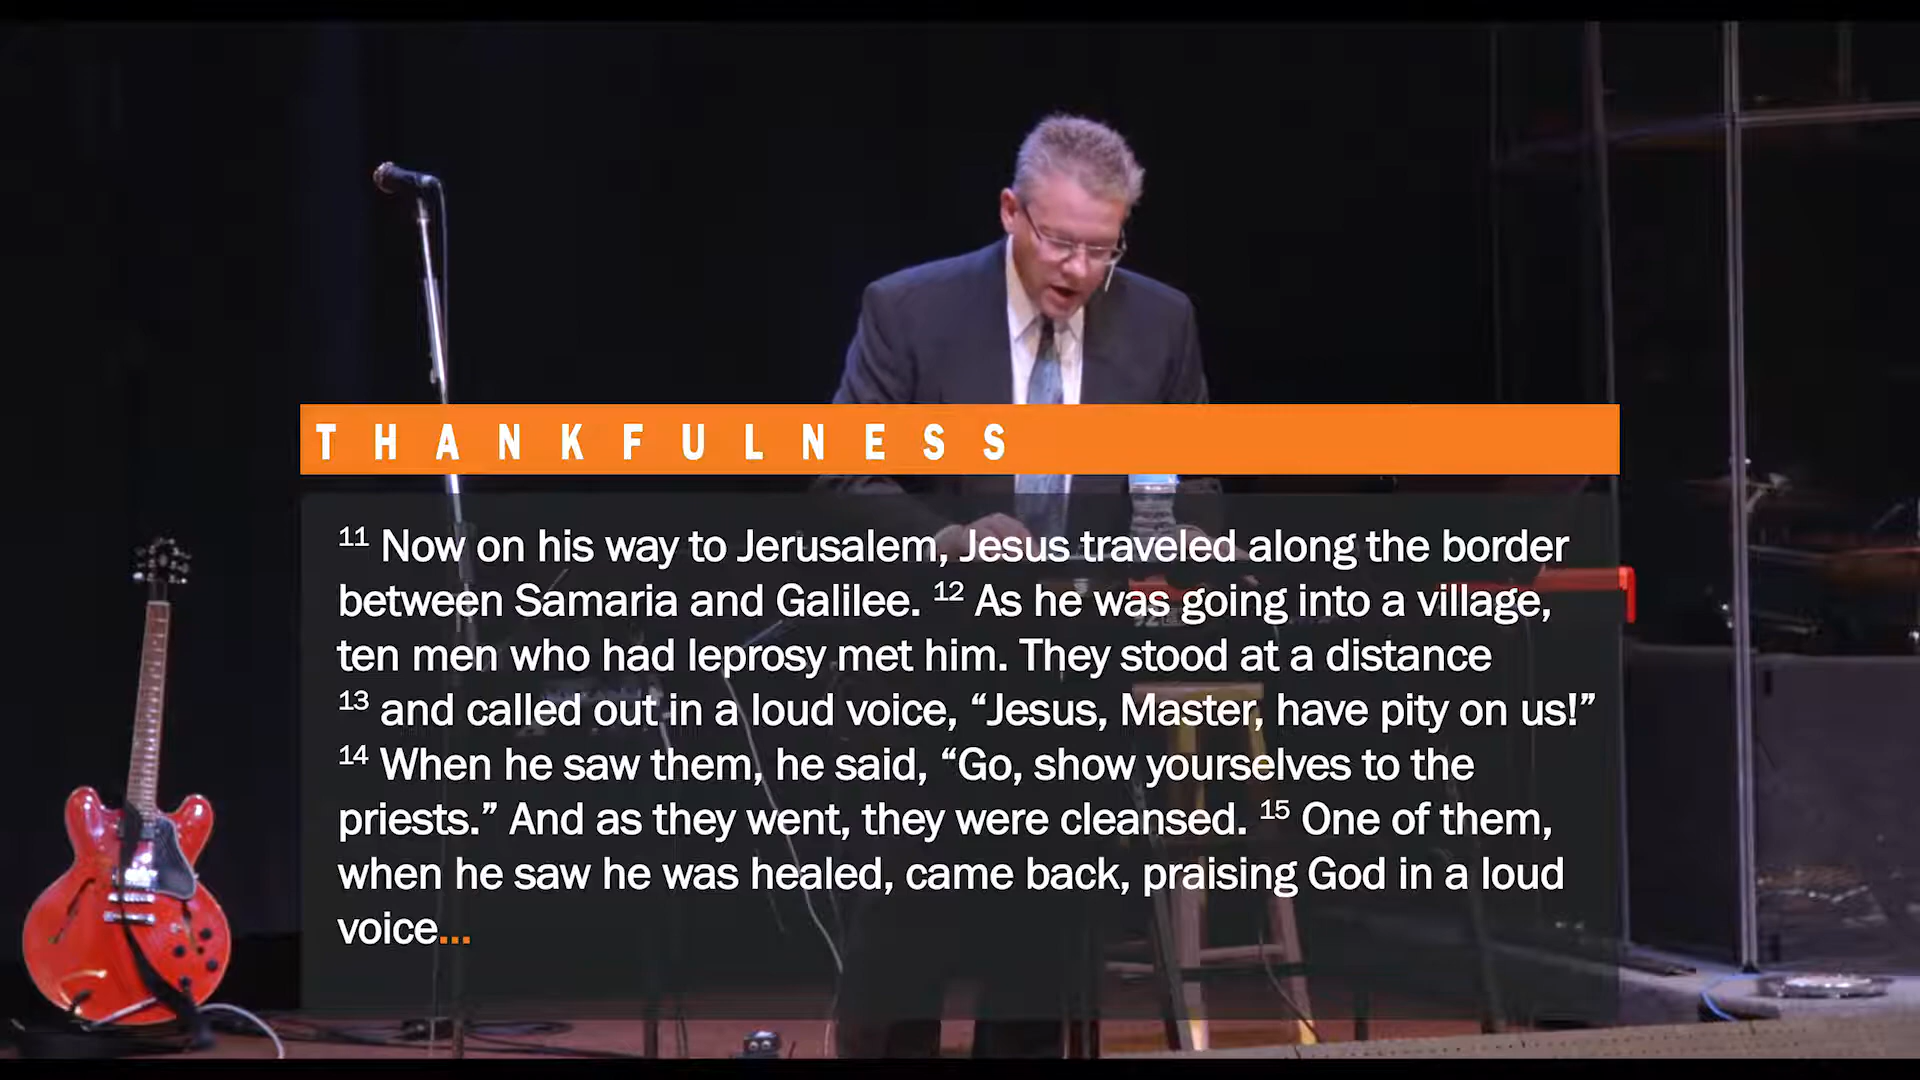 THANKFULNESS
11 Now on his way to Jerusalem, Jesus traveled along the border
between Samaria and Galilee. 12 As he was going into a village,
ten men who had leprosy met him. They stood at a distance
13 and called out in a loud voice, “Jesus, Master, have pity on us!”
14 When he saw them, he said, “Go, show yourselves to the
priests.” And as they went, they were cleansed. 15 One of them,
when he saw he was healed, came back, praising God in a loud
voice...